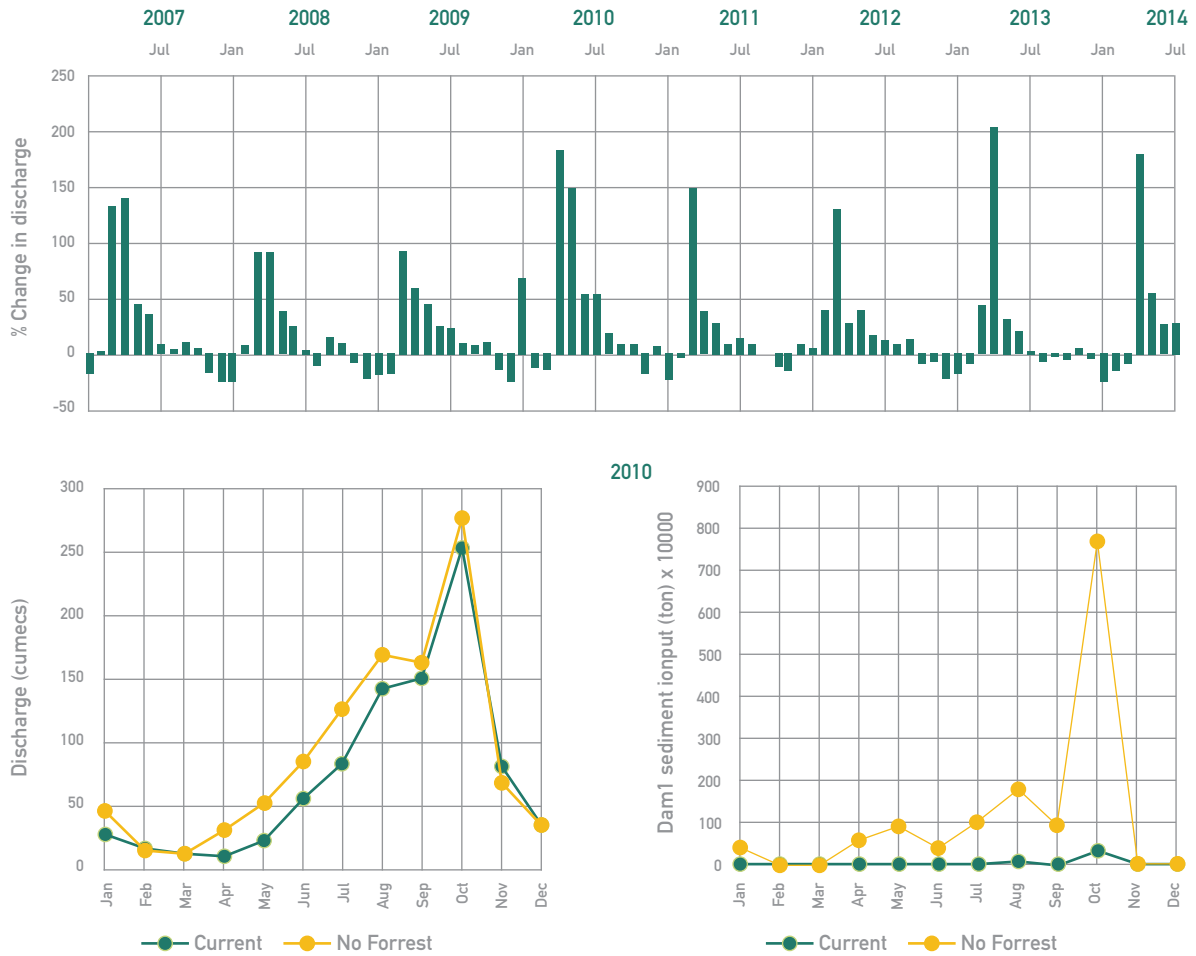 2007 2008 2009 2010 2011 2012 2013 2014
Jul Jan Jul Jan Jul Jan Jul Jan Jul Jan Jul Jan Jul Jan Jul
% Change in discharge
250
200
150
100
50
0
-50
2010
Discharge (cumecs)
300
250
200
150
100
50
0
Jan Feb Mar Apr May Jun Jul Aug Sep Oct Nov Dec
Current No Forrest
Dam1 sediment ionput (ton) x 10000
900
800
700
600
500
400
300
200
100
0
Jan Feb Mar Apr May Jun Jul Aug Sep Oct Nov Dec
Current No Forrest